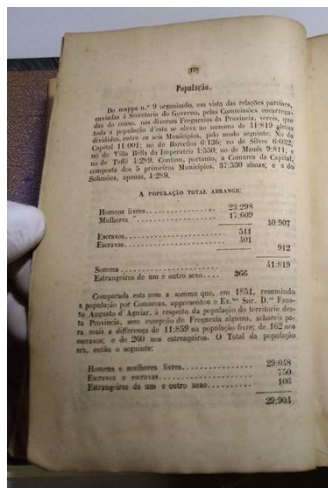 (10)
População.
Do mappa n.º 9 organisado, em vista das relações parciaes,
enviadas á Secretaria do Governo, pelas Commissões encarrega-
das do censo, nas diversas Freguezias da Provincia, vereis, que
toda a população d'esta se eleva ao numero de 41:819 almas
divididas, entre os seis Municipios, pelo modo seguinte: No da
Capital 11:001; no de Barcellos 6:136; no de Silves 6:032;
no de Villa Bella da Imperatriz 4:550; no de Maués 9:811, e
no de Teffé 4:289. Contem, portanto, a Comarca da Capital,
composta dos 5 primeiros Municipios, 37:530 almas, e a do
Solimões, apenas, 4:289.
A POPULAÇÃO TOTAL ABRANGE:
Homens livres 23:298
Mulheres 17:609
40:907
Escravos 511
Escravas 401
912
Somma 41:819
Estrangeiros de um e outro sexo 366
Comparada esta com a somma que, em 1851, resumindo
a população por Comarcas, appresentou o Ex.mo Snr. D.or Faus-
to Augusto d'Aguiar, á respeito da população do territorio des-
ta Provincia, sem excepção de Freguezia alguma, achareis pa-
ra mais a differença de 11:859 na população livre; de 162 nos
escravos; e de 260 nos estrangeiros. O Total da população
era, então o seguinte:
Homens e mulheres livres 29:048
Escravos e escravas 750
Estrangeiros de um e outro sexo 106
29:904